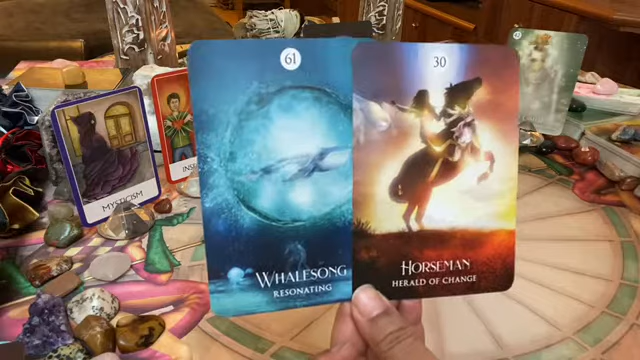 61
WHALESONG
RESONATING
30
HORSEMAN
HERALD OF CHANGE
MYSTICISM